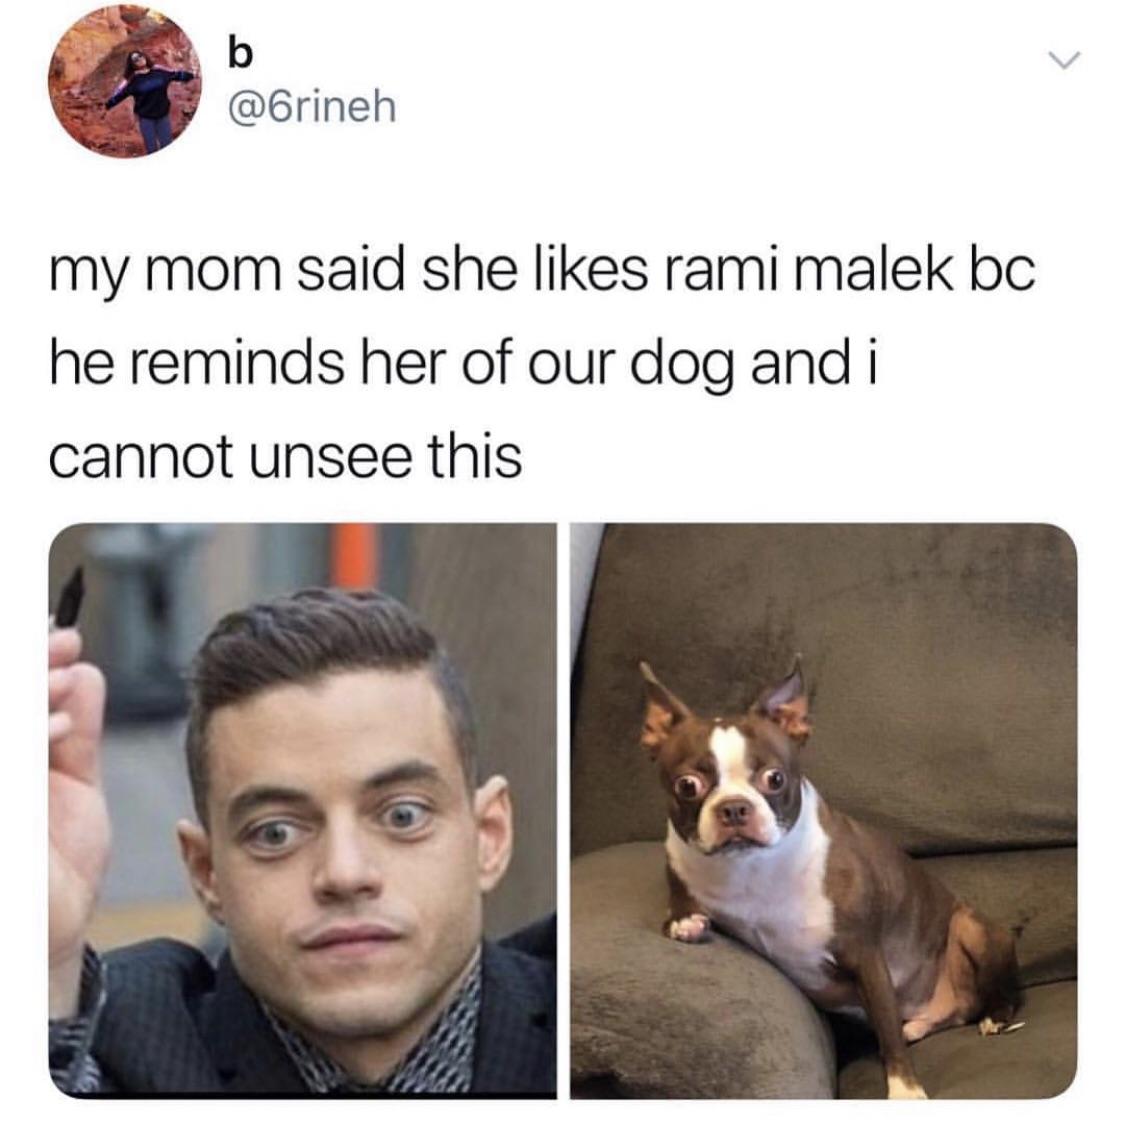 b
@6rineh
my mom said she likes rami malek bc
he reminds her of our dog and i
cannot unsee this